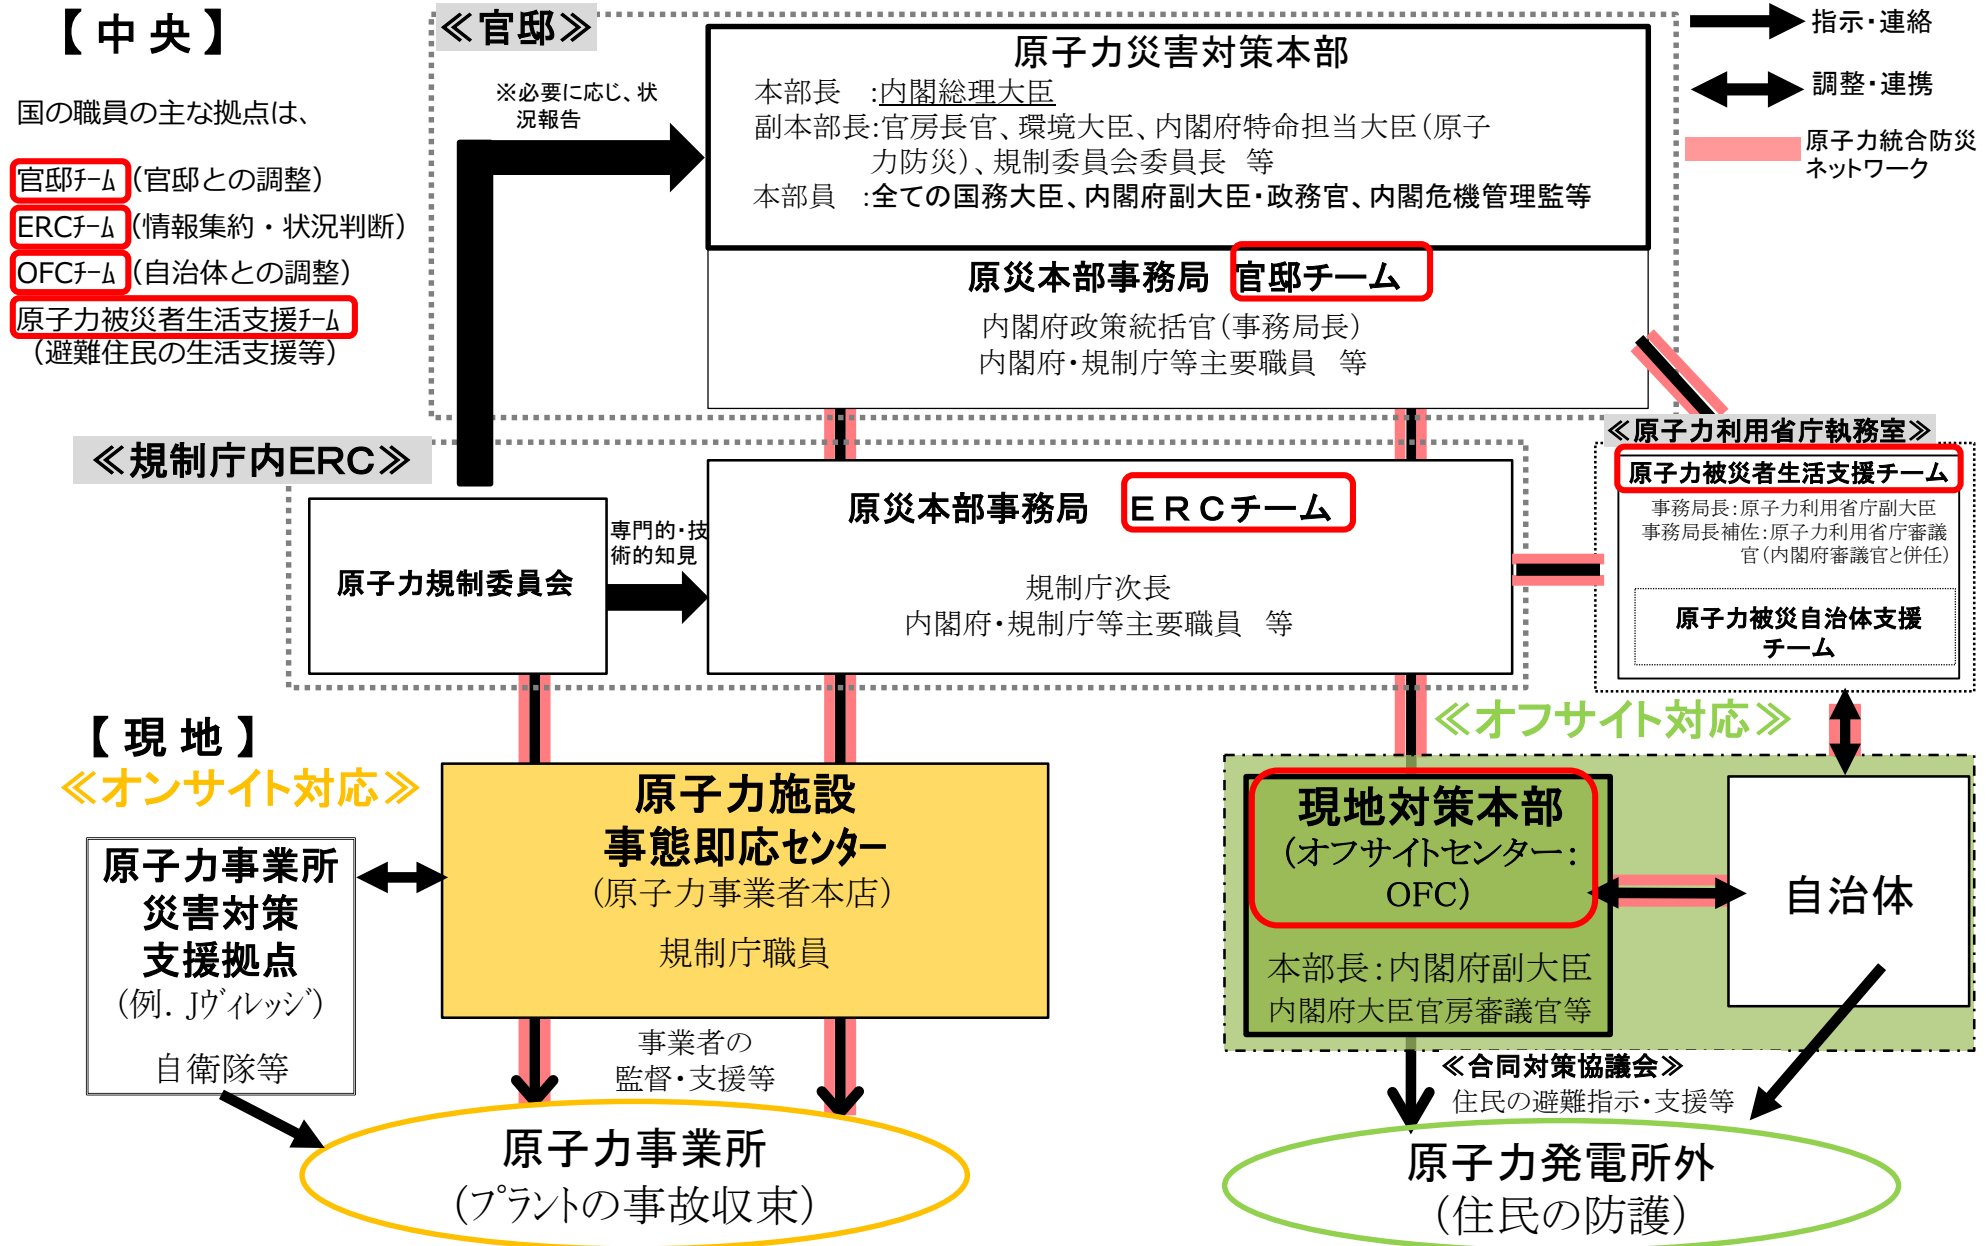 【中央】
国の職員の主な拠点は、
官邸ﾁｰﾑ（官邸との調整）
ERCﾁｰﾑ（情報集約・状況判断）
OFCﾁｰﾑ（自治体との調整）
原子力被災者生活支援ﾁｰﾑ
（避難住民の生活支援等）
≪官邸≫
※必要に応じ、状
況報告
原子力災害対策本部
本部長　：内閣総理大臣
副本部長：官房長官、環境大臣、内閣府特命担当大臣（原子
力防災）、規制委員会委員長　等
本部員　：全ての国務大臣、内閣府副大臣・政務官、内閣危機管理監等
原災本部事務局　官邸チーム
内閣府政策統括官（事務局長）
内閣府・規制庁等主要職員　等
指示・連絡
調整・連携
原子力統合防災
ネットワーク
≪規制庁内ERC≫
原子力規制委員会
専門的・技
術的知見
原災本部事務局　ＥＲＣチーム
規制庁次長
内閣府・規制庁等主要職員　等
≪原子力利用省庁執務室≫
原子力被災者生活支援チーム
事務局長：原子力利用省庁副大臣
事務局長補佐：原子力利用省庁審議
官（内閣府審議官と併任）
原子力被災自治体支援
チーム
【現地】
≪オンサイト対応≫
原子力事業所
災害対策
支援拠点
（例．Jヴｨﾚｯｼﾞ）
自衛隊等
原子力施設
事態即応ｾﾝﾀｰ
（原子力事業者本店）
規制庁職員
事業者の
監督・支援等
原子力事業所
（ﾌﾟﾗﾝﾄの事故収束）
≪オフサイト対応≫
現地対策本部
（オフサイトセンター：
OFC）
本部長：内閣府副大臣
内閣府大臣官房審議官等
自治体
≪合同対策協議会≫
住民の避難指示・支援等
原子力発電所外
（住民の防護）